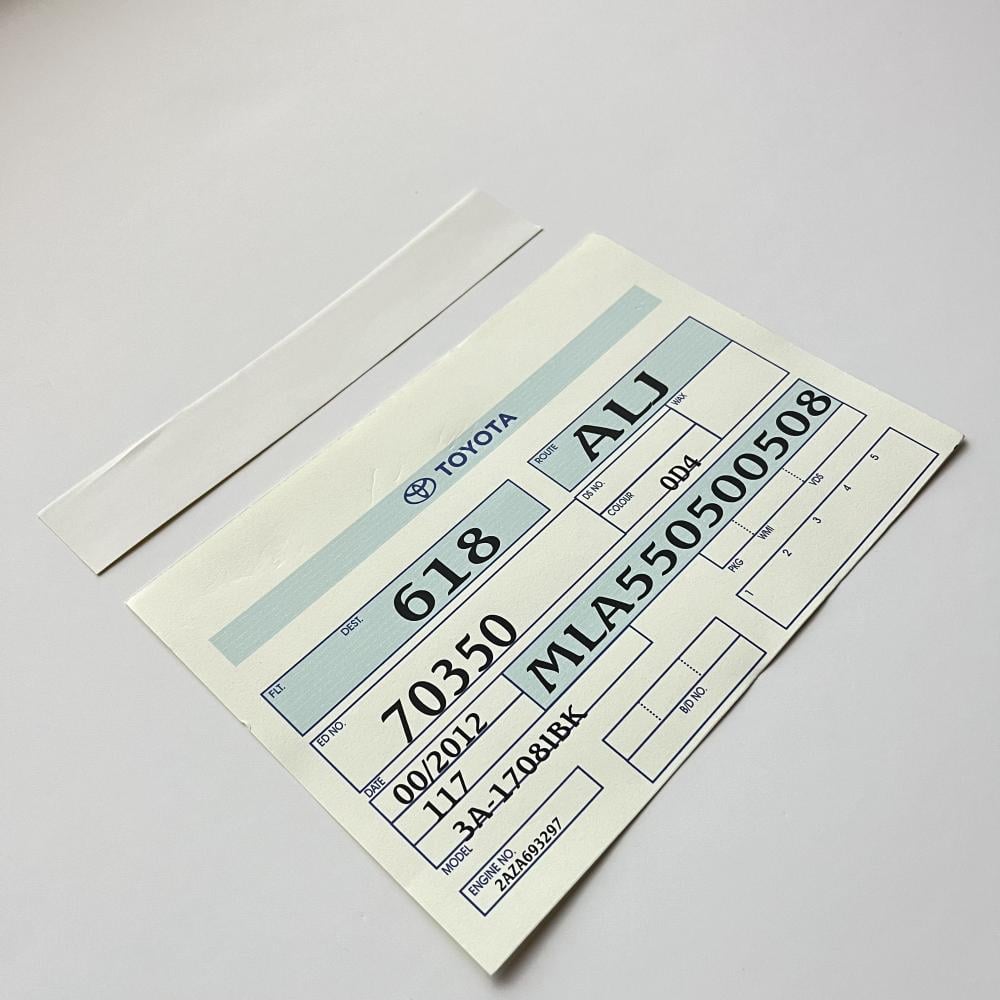 TOYOTA
FLT.
DEST.
618
ROUTE
ALJ
WAX
ED NO.
70350
DS NO.
COLOUR
0D4
DATE
00/2012
MLA550500508
117
PKG
WMI
VDS
MODEL
3A-1708IBK
1
2
3
4
5
ENGINE NO.
2AZA693297
B/D NO.